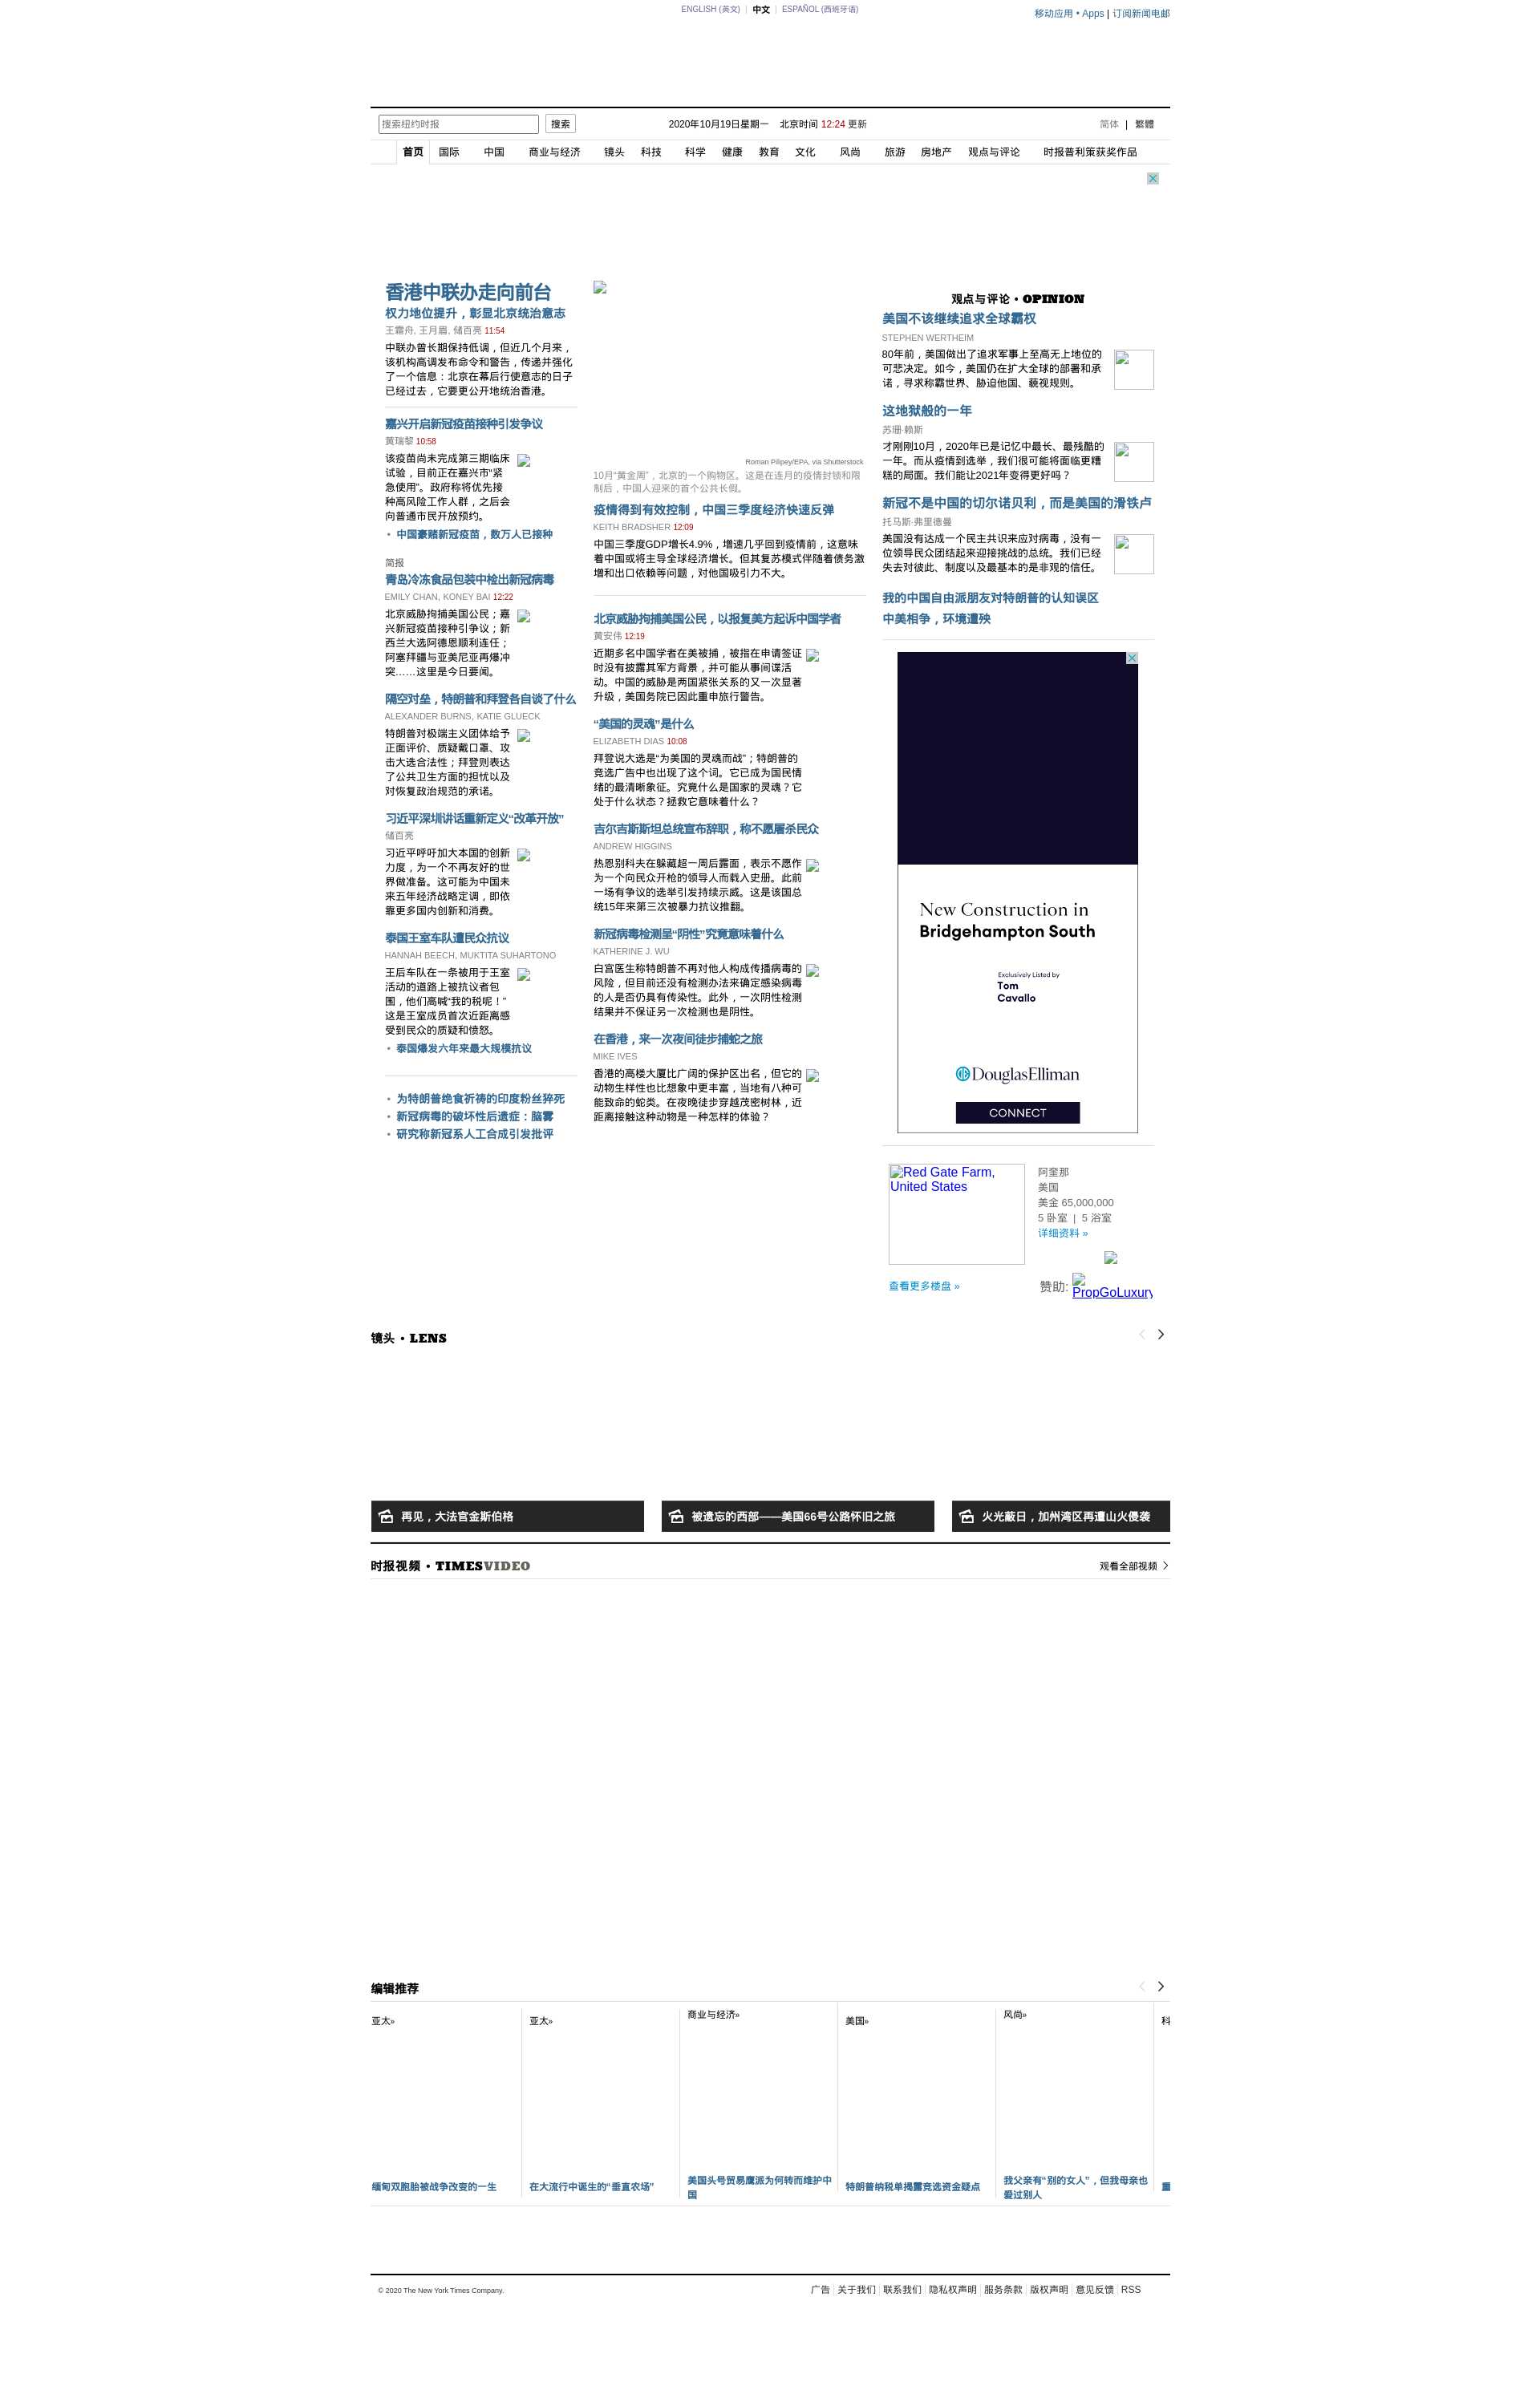 ENGLISH (英文) | 中文 | ESPAÑOL (西班牙语)
移动应用 • Apps | 订阅新闻电邮
搜索纽约时报
搜索
2020年10月19日星期一 北京时间 12:24 更新
简体 | 繁體
首页 国际 中国 商业与经济 镜头 科技 科学 健康 教育 文化 风尚 旅游 房地产 观点与评论 时报普利策获奖作品
香港中联办走向前台
权力地位提升，彰显北京统治意志
王霜舟, 王月眉, 储百亮 11:54
中联办曾长期保持低调，但近几个月来，
该机构高调发布命令和警告，传递并强化
了一个信息：北京在幕后行使意志的日子
已经过去，它要更公开地统治香港。
嘉兴开启新冠疫苗接种引发争议
黄瑞黎 10:58
该疫苗尚未完成第三期临床
试验，目前正在嘉兴市“紧
急使用”。政府称将优先接
种高风险工作人群，之后会
向普通市民开放预约。
• 中国豪赌新冠疫苗，数万人已接种
简报
青岛冷冻食品包装中检出新冠病毒
EMILY CHAN, KONEY BAI 12:22
北京威胁拘捕美国公民；嘉
兴新冠疫苗接种引争议；新
西兰大选阿德恩顺利连任；
阿塞拜疆与亚美尼亚再爆冲
突……这里是今日要闻。
隔空对垒，特朗普和拜登各自谈了什么
ALEXANDER BURNS, KATIE GLUECK
特朗普对极端主义团体给予
正面评价、质疑戴口罩、攻
击大选合法性；拜登则表达
了公共卫生方面的担忧以及
对恢复政治规范的承诺。
习近平深圳讲话重新定义“改革开放”
储百亮
习近平呼吁加大本国的创新
力度，为一个不再友好的世
界做准备。这可能为中国未
来五年经济战略定调，即依
靠更多国内创新和消费。
泰国王室车队遭民众抗议
HANNAH BEECH, MUKTITA SUHARTONO
王后车队在一条被用于王室
活动的道路上被抗议者包
围，他们高喊“我的税呢！”
这是王室成员首次近距离感
受到民众的质疑和愤怒。
• 泰国爆发六年来最大规模抗议
• 为特朗普绝食祈祷的印度粉丝猝死
• 新冠病毒的破坏性后遗症：脑雾
• 研究称新冠系人工合成引发批评
Roman Pilipey/EPA, via Shutterstock
10月“黄金周”，北京的一个购物区。这是在连月的疫情封锁和限
制后，中国人迎来的首个公共长假。
疫情得到有效控制，中国三季度经济快速反弹
KEITH BRADSHER 12:09
中国三季度GDP增长4.9%，增速几乎回到疫情前，这意味
着中国或将主导全球经济增长。但其复苏模式伴随着债务激
增和出口依赖等问题，对他国吸引力不大。
北京威胁拘捕美国公民，以报复美方起诉中国学者
黄安伟 12:19
近期多名中国学者在美被捕，被指在申请签证
时没有披露其军方背景，并可能从事间谍活
动。中国的威胁是两国紧张关系的又一次显著
升级，美国务院已因此重申旅行警告。
“美国的灵魂”是什么
ELIZABETH DIAS 10:08
拜登说大选是“为美国的灵魂而战”；特朗普的
竞选广告中也出现了这个词。它已成为国民情
绪的最清晰象征。究竟什么是国家的灵魂？它
处于什么状态？拯救它意味着什么？
吉尔吉斯斯坦总统宣布辞职，称不愿屠杀民众
ANDREW HIGGINS
热恩别科夫在躲藏超一周后露面，表示不愿作
为一个向民众开枪的领导人而载入史册。此前
一场有争议的选举引发持续示威。这是该国总
统15年来第三次被暴力抗议推翻。
新冠病毒检测呈“阴性”究竟意味着什么
KATHERINE J. WU
白宫医生称特朗普不再对他人构成传播病毒的
风险，但目前还没有检测办法来确定感染病毒
的人是否仍具有传染性。此外，一次阴性检测
结果并不保证另一次检测也是阴性。
在香港，来一次夜间徒步捕蛇之旅
MIKE IVES
香港的高楼大厦比广阔的保护区出名，但它的
动物生样性也比想象中更丰富，当地有八种可
能致命的蛇类。在夜晚徒步穿越茂密树林，近
距离接触这种动物是一种怎样的体验？
观点与评论 • OPINION
美国不该继续追求全球霸权
STEPHEN WERTHEIM
80年前，美国做出了追求军事上至高无上地位的
可悲决定。如今，美国仍在扩大全球的部署和承
诺，寻求称霸世界、胁迫他国、藐视规则。
这地狱般的一年
苏珊·赖斯
才刚刚10月，2020年已是记忆中最长、最残酷的
一年。而从疫情到选举，我们很可能将面临更糟
糕的局面。我们能让2021年变得更好吗？
新冠不是中国的切尔诺贝利，而是美国的滑铁卢
托马斯·弗里德曼
美国没有达成一个民主共识来应对病毒，没有一
位领导民众团结起来迎接挑战的总统。我们已经
失去对彼此、制度以及最基本的是非观的信任。
我的中国自由派朋友对特朗普的认知误区
中美相争，环境遭殃
New Construction in
Bridgehampton South
Exclusively Listed by
Tom
Cavallo
DouglasElliman
CONNECT
Red Gate Farm,
United States
阿奎那
美国
美金 65,000,000
5 卧室 | 5 浴室
详细资料 »
查看更多楼盘 »
赞助: PropGoLuxury
镜头 • LENS
再见，大法官金斯伯格
被遗忘的西部——美国66号公路怀旧之旅
火光蔽日，加州湾区再遭山火侵袭
时报视频 • TIMESVIDEO
观看全部视频
编辑推荐
亚太»
缅甸双胞胎被战争改变的一生
亚太»
在大流行中诞生的“垂直农场”
商业与经济»
美国头号贸易鹰派为何转而维护中
国
美国»
特朗普纳税单揭露竞选资金疑点
风尚»
我父亲有“别的女人”，但我母亲也
爱过别人
科
重
© 2020 The New York Times Company.
广告 关于我们 联系我们 隐私权声明 服务条款 版权声明 意见反馈 RSS